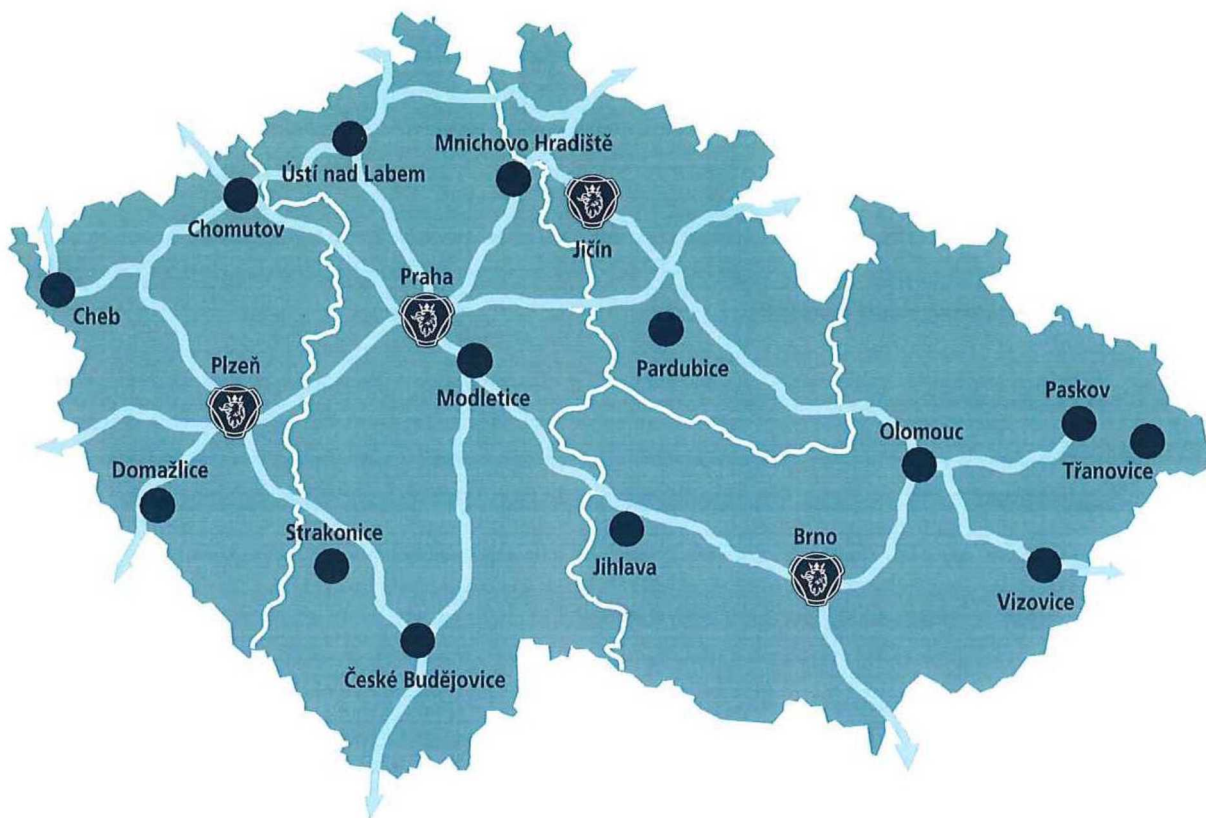 Mnichovo Hradiště
Ústí nad Labem
Chomutov
Jičín
Praha
Cheb
Plzeň
Pardubice
Modletice
Paskov
Olomouc
Domažlice
Třanovice
Strakonice
Brno
Jihlava
Vizovice
České Budějovice